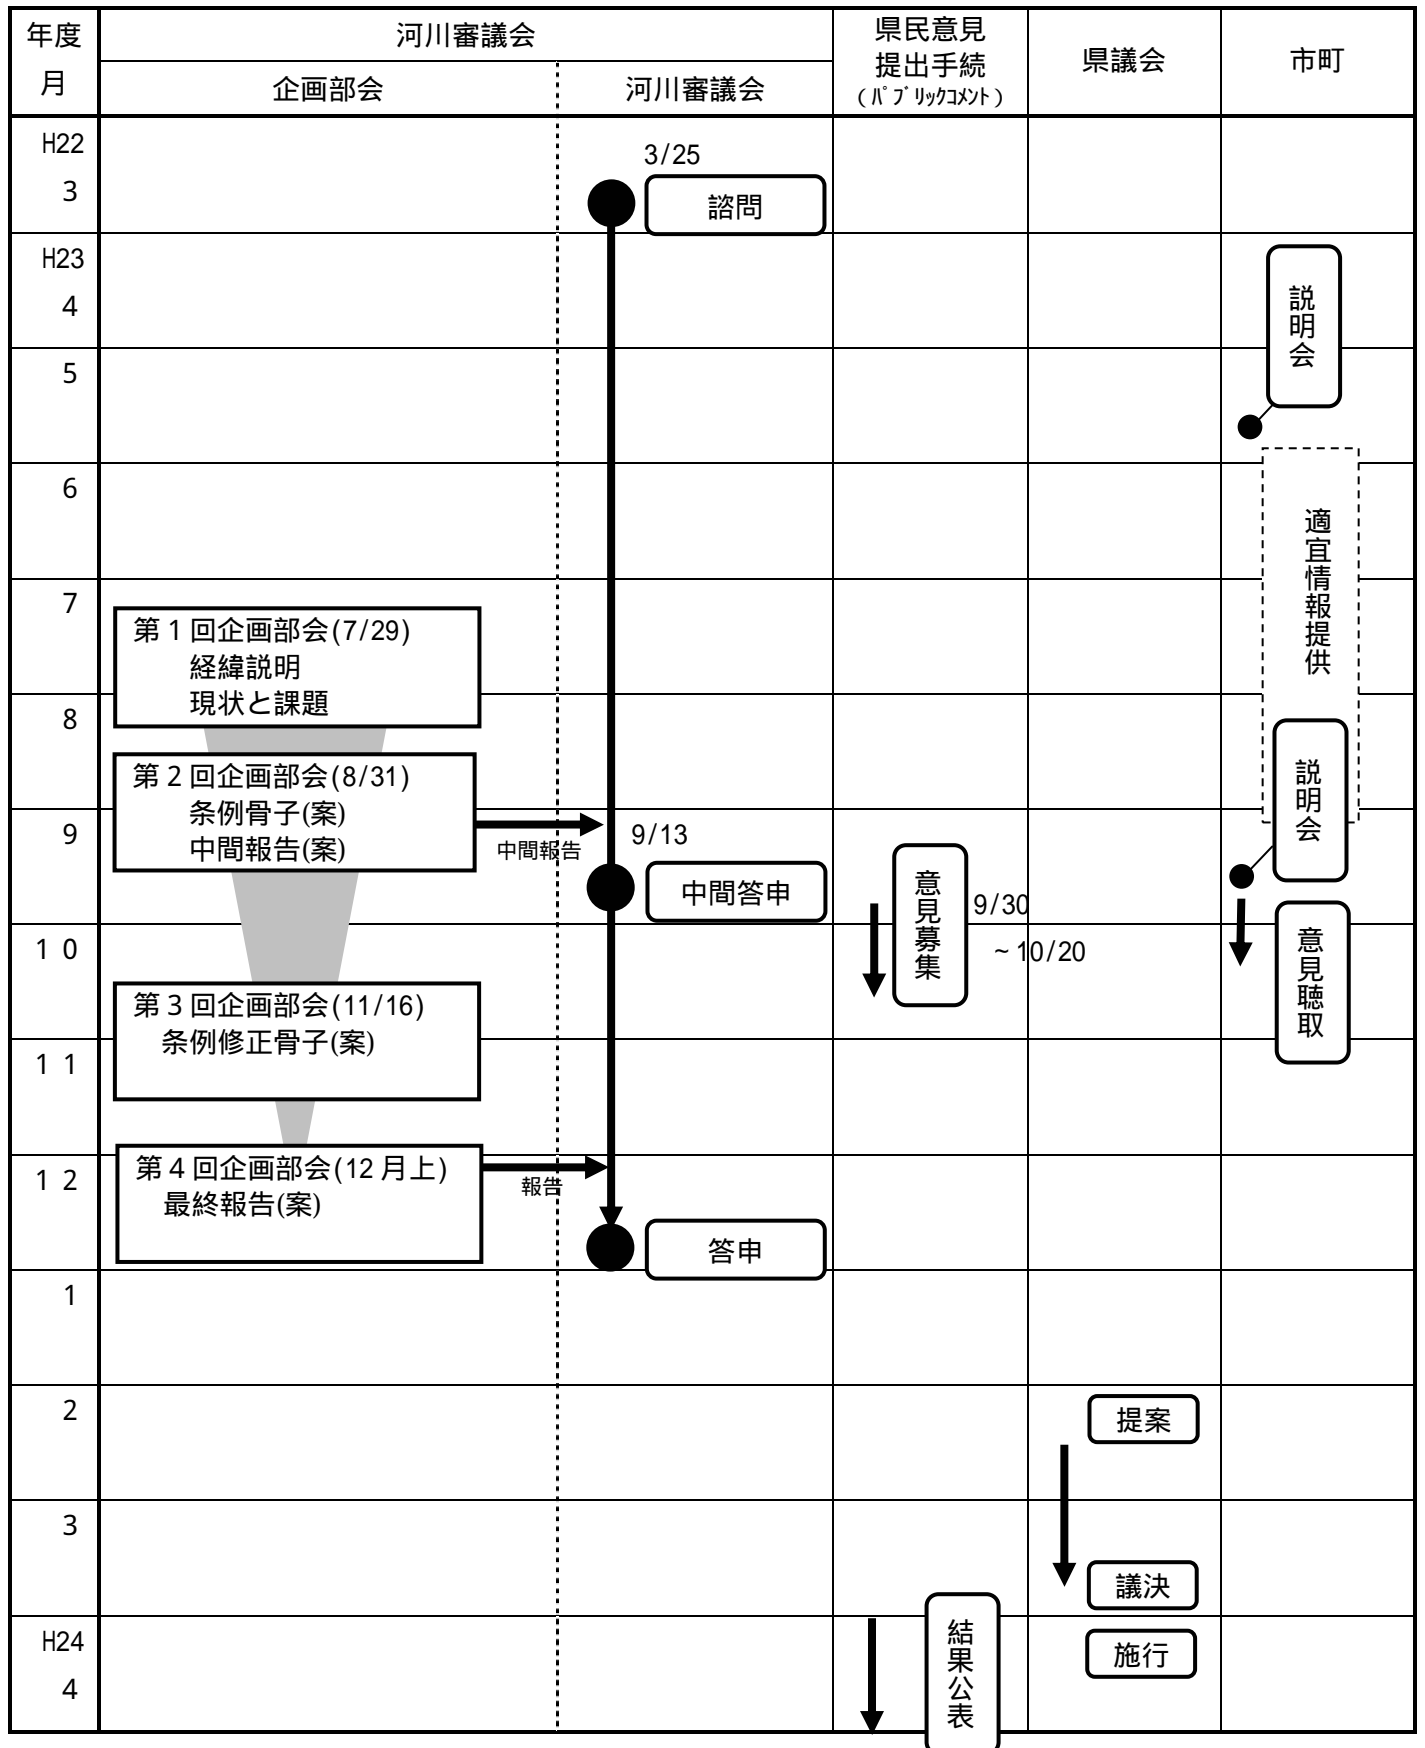 年度
月
河川審議会
企画部会
河川審議会
県民意見
提出手続
(ﾊﾟﾌﾞﾘｯｸｺﾒﾝﾄ)
県議会
市町
H22
3
3/25
諮問
H23
4
説明会
5
6
適宜情報提供
7
第1回企画部会(7/29)
経緯説明
現状と課題
8
第2回企画部会(8/31)
条例骨子(案)
中間報告(案)
説明会
9
中間報告
9/13
中間答申
意見募集
9/30
～10/20
意見聴取
10
第3回企画部会(11/16)
条例修正骨子(案)
11
12
第4回企画部会(12月上)
最終報告(案)
報告
答申
1
2
提案
3
議決
H24
4
結果公表
施行